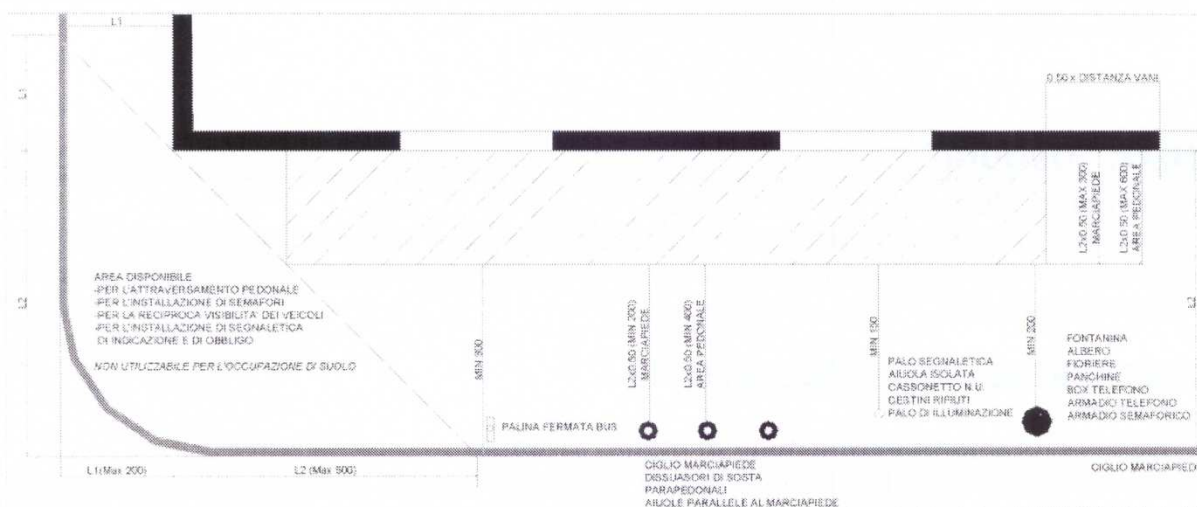 L1
0.50 x DISTANZA VANI
L1
L2x0.50 (MAX 300)
MARCIAPIEDE
L2x0.50 (MAX 600)
AREA PEDONALE
AREA DISPONIBILE
-PER L'ATTRAVERSAMENTO PEDONALE
-PER L'INSTALLAZIONE DI SEMAFORI
-PER LA RECIPROCA VISIBILITA' DEI VEICOLI
-PER L'INSTALLAZIONE DI SEGNALETICA
DI INDICAZIONE E DI OBBLIGO
NON UTILIZZABILE PER L'OCCUPAZIONE DI SUOLO
L2
MIN 300
L2x0.50 (MIN 200)
MARCIAPIEDE
L2x0.50 (MIN 400)
AREA PEDONALE
MIN 150
MIN 200
L2
PALO SEGNALETICA
AIUOLA ISOLATA
CASSONETTO N.U.
CESTINI RIFIUTI
PALO DI ILLUMINAZIONE
FONTANINA
ALBERO
FIORIERE
PANCHINE
BOX TELEFONO
ARMADIO TELEFONO
ARMADIO SEMAFORICO
PALINA FERMATA BUS
L1(Max 200)
L2 (Max 500)
CIGLIO MARCIAPIEDE
DISSUASORI DI SOSTA
PARAPEDONALI
AIUOLE PARALLELE AL MARCIAPIEDE
CIGLIO MARCIAPIED